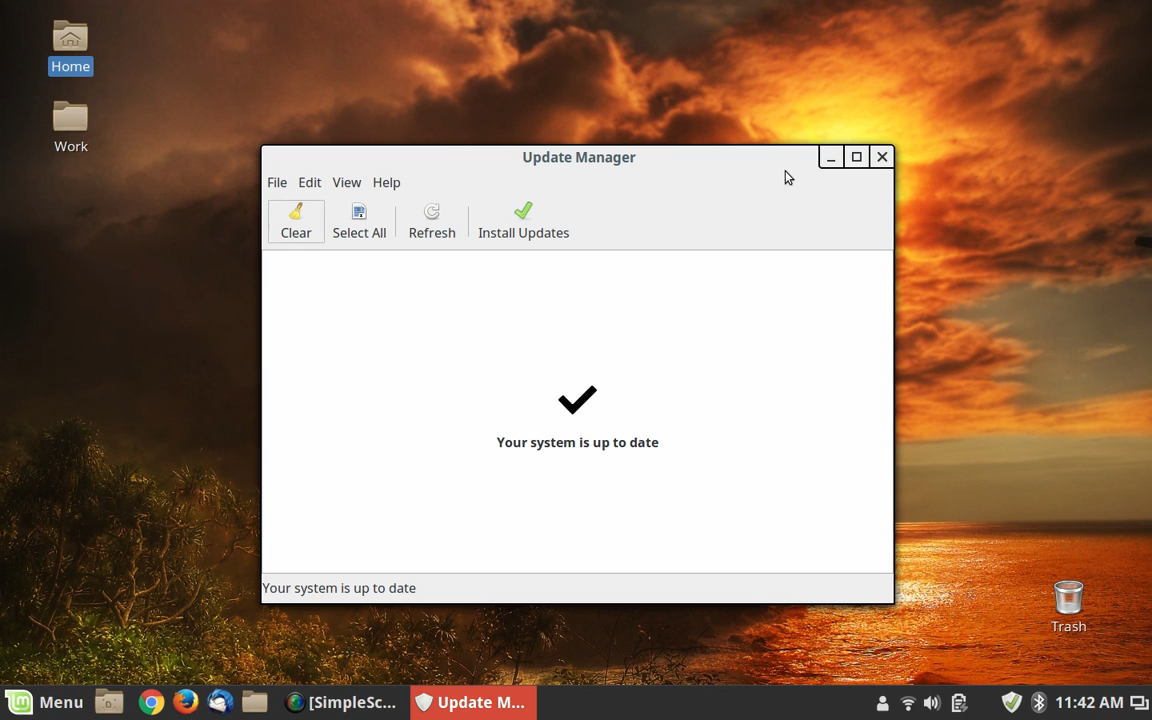 Home
Work
Update Manager
File Edit View Help
Clear Select All Refresh Install Updates
Your system is up to date
Your system is up to date
Trash
Menu [SimpleSc... Update M... 11:42 AM